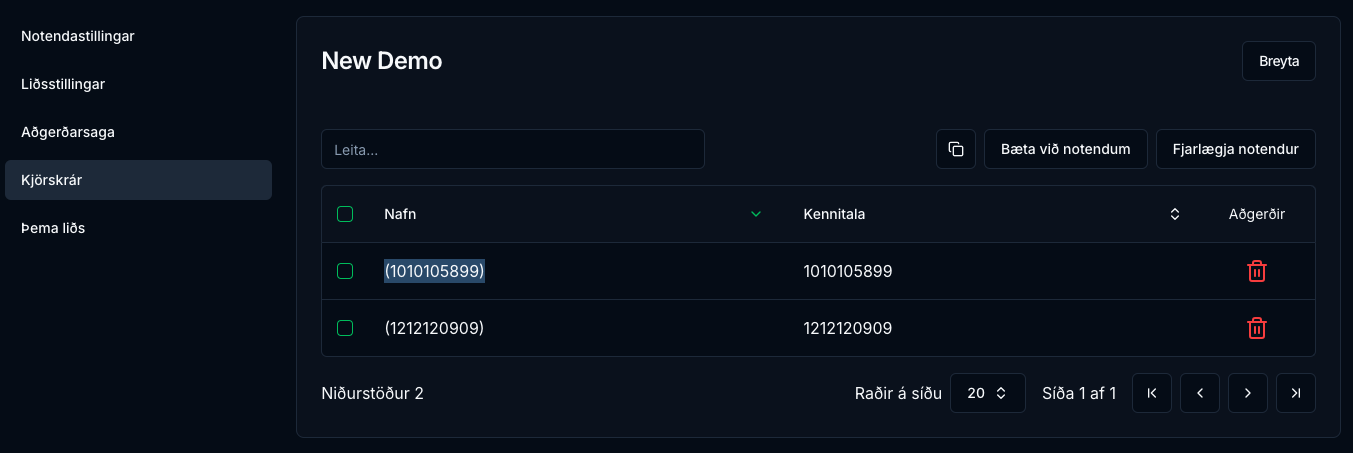 Notendastillingar
Liðsstillingar
Aðgerðarsaga
Kjörskrár
Þema liðs
New Demo
Breyta
Leita...
Bæta við notendum
Fjarlægja notendur
Nafn Kennitala Aðgerðir
(1010105899) 1010105899
(1212120909) 1212120909
Niðurstöður 2 Raðir á síðu 20 Síða 1 af 1